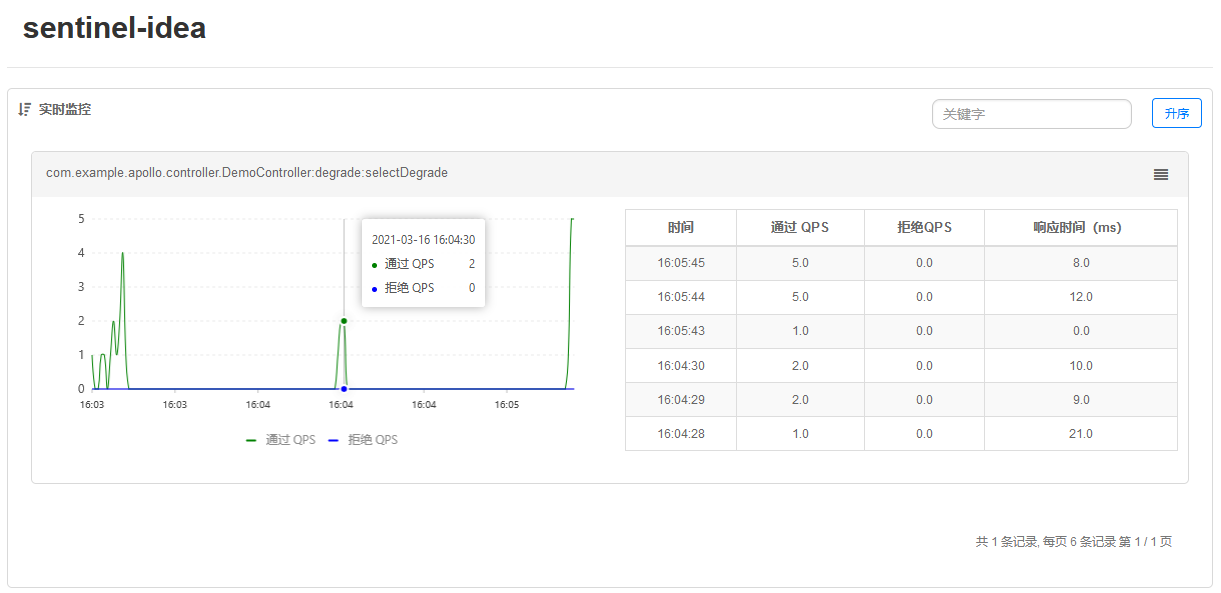 sentinel-idea
实时监控
关键字
升序
com.example.apollo.controller.DemoController:degrade:selectDegrade
5
4
3
2
1
0
16:03 16:03 16:04 16:04 16:04 16:05
2021-03-16 16:04:30
通过 QPS 2
拒绝 QPS 0
通过 QPS 拒绝 QPS
时间 通过 QPS 拒绝QPS 响应时间（ms）
16:05:45 5.0 0.0 8.0
16:05:44 5.0 0.0 12.0
16:05:43 1.0 0.0 0.0
16:04:30 2.0 0.0 10.0
16:04:29 2.0 0.0 9.0
16:04:28 1.0 0.0 21.0
共 1 条记录, 每页 6 条记录 第 1 / 1 页